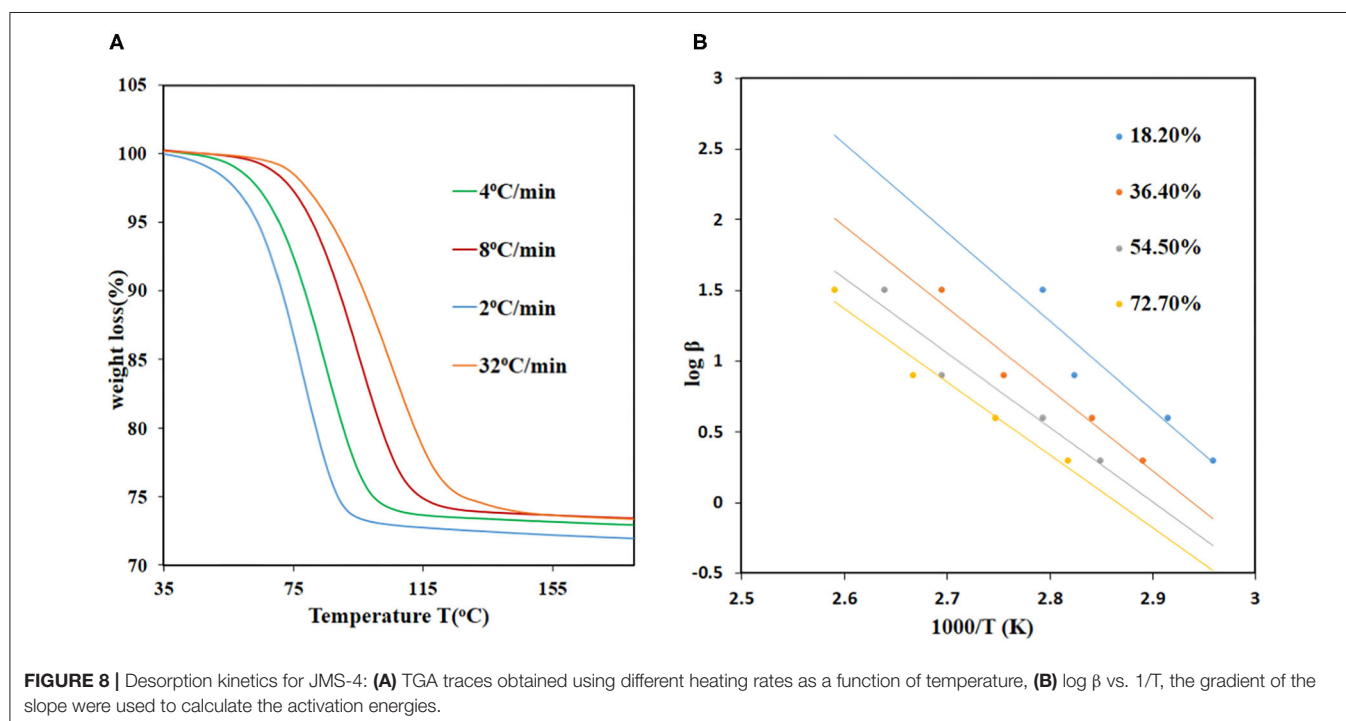 A
105
100
95
90
85
80
75
70
weight loss(%)
4⁰C/min
8⁰C/min
2⁰C/min
32⁰C/min
35 75 115 155
Temperature T(ᵒC)
B
3
2.5
2
1.5
1
0.5
0
-0.5
log β
18.20%
36.40%
54.50%
72.70%
2.5 2.6 2.7 2.8 2.9 3
1000/T (K)
FIGURE 8 | Desorption kinetics for JMS-4: (A) TGA traces obtained using different heating rates as a function of temperature, (B) log β vs. 1/T, the gradient of the
slope were used to calculate the activation energies.